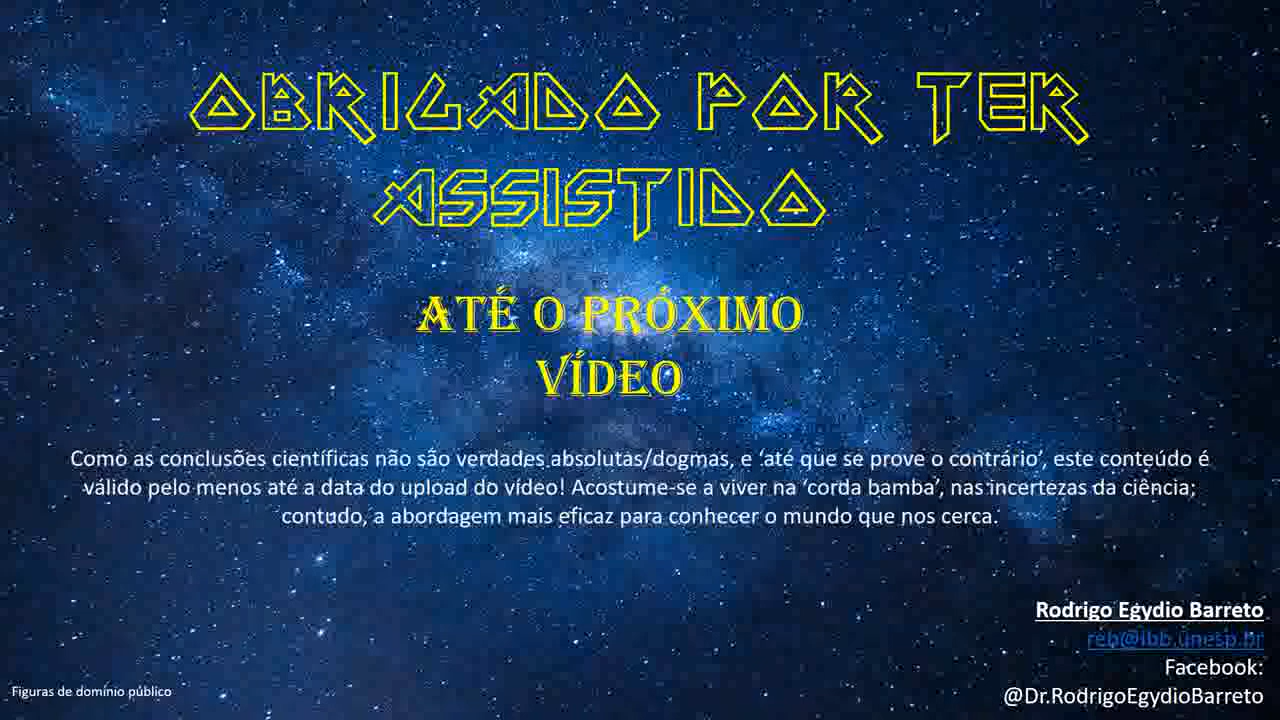 OBRIGADO POR TER
ASSISTIDO
ATÉ O PRÓXIMO
VÍDEO
Como as conclusões científicas não são verdades absolutas/dogmas, e ‘até que se prove o contrário’, este conteúdo é
válido pelo menos até a data do upload do vídeo! Acostume-se a viver na ‘corda bamba’, nas incertezas da ciência;
contudo, a abordagem mais eficaz para conhecer o mundo que nos cerca.
Rodrigo Egydio Barreto
reb@ibb.unesp.br
Facebook:
@Dr.RodrigoEgydioBarreto
Figuras de domínio público